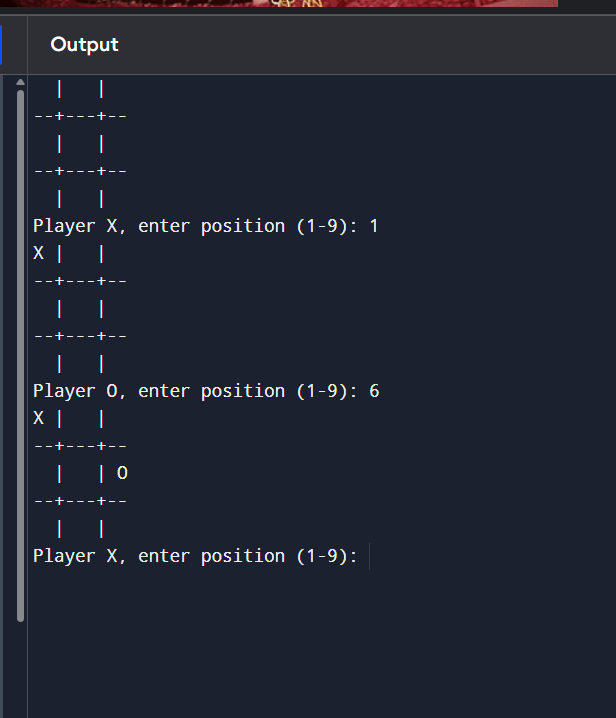 Output
  |   |
--+---+--
  |   |
--+---+--
  |   |
Player X, enter position (1-9): 1
X |   |
--+---+--
  |   |
--+---+--
  |   |
Player O, enter position (1-9): 6
X |   |
--+---+--
  |   | O
--+---+--
  |   |
Player X, enter position (1-9):